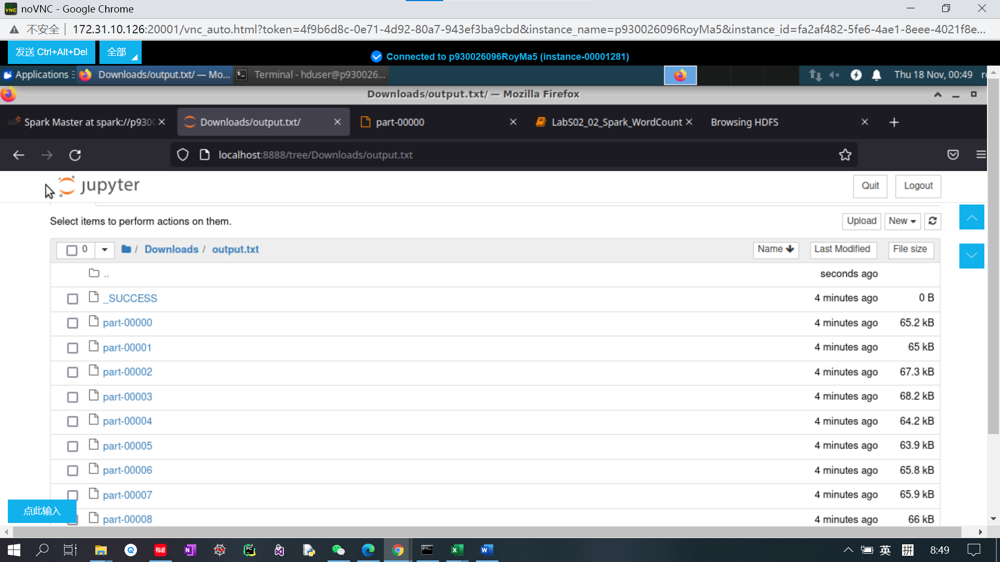 noVNC - Google Chrome
不安全 172.31.10.126:20001/vnc_auto.html?token=4f9b6d8c-0e71-4d92-80a7-943ef3ba9cbd&instance_name=p930026096RoyMa5&instance_id=fa2af482-5fe6-4ae1-8eee-4021f8e...
发送 Ctrl+Alt+Del 全部 Connected to p930026096RoyMa5 (instance-00001281)
Applications Downloads/output.txt/ — Mo... Terminal - hduser@p930026... Thu 18 Nov, 00:49
Downloads/output.txt/ — Mozilla Firefox
Spark Master at spark://p930 Downloads/output.txt/ part-00000 LabS02_02_Spark_WordCount Browsing HDFS
localhost:8888/tree/Downloads/output.txt
jupyter Quit Logout
Select items to perform actions on them. Upload New
0 / Downloads / output.txt Name Last Modified File size
.. seconds ago
_SUCCESS 4 minutes ago 0 B
part-00000 4 minutes ago 65.2 kB
part-00001 4 minutes ago 65 kB
part-00002 4 minutes ago 67.3 kB
part-00003 4 minutes ago 68.2 kB
part-00004 4 minutes ago 64.2 kB
part-00005 4 minutes ago 63.9 kB
part-00006 4 minutes ago 65.8 kB
part-00007 4 minutes ago 65.9 kB
点此输入
part-00008 4 minutes ago 66 kB
有道 英 拼 8:49